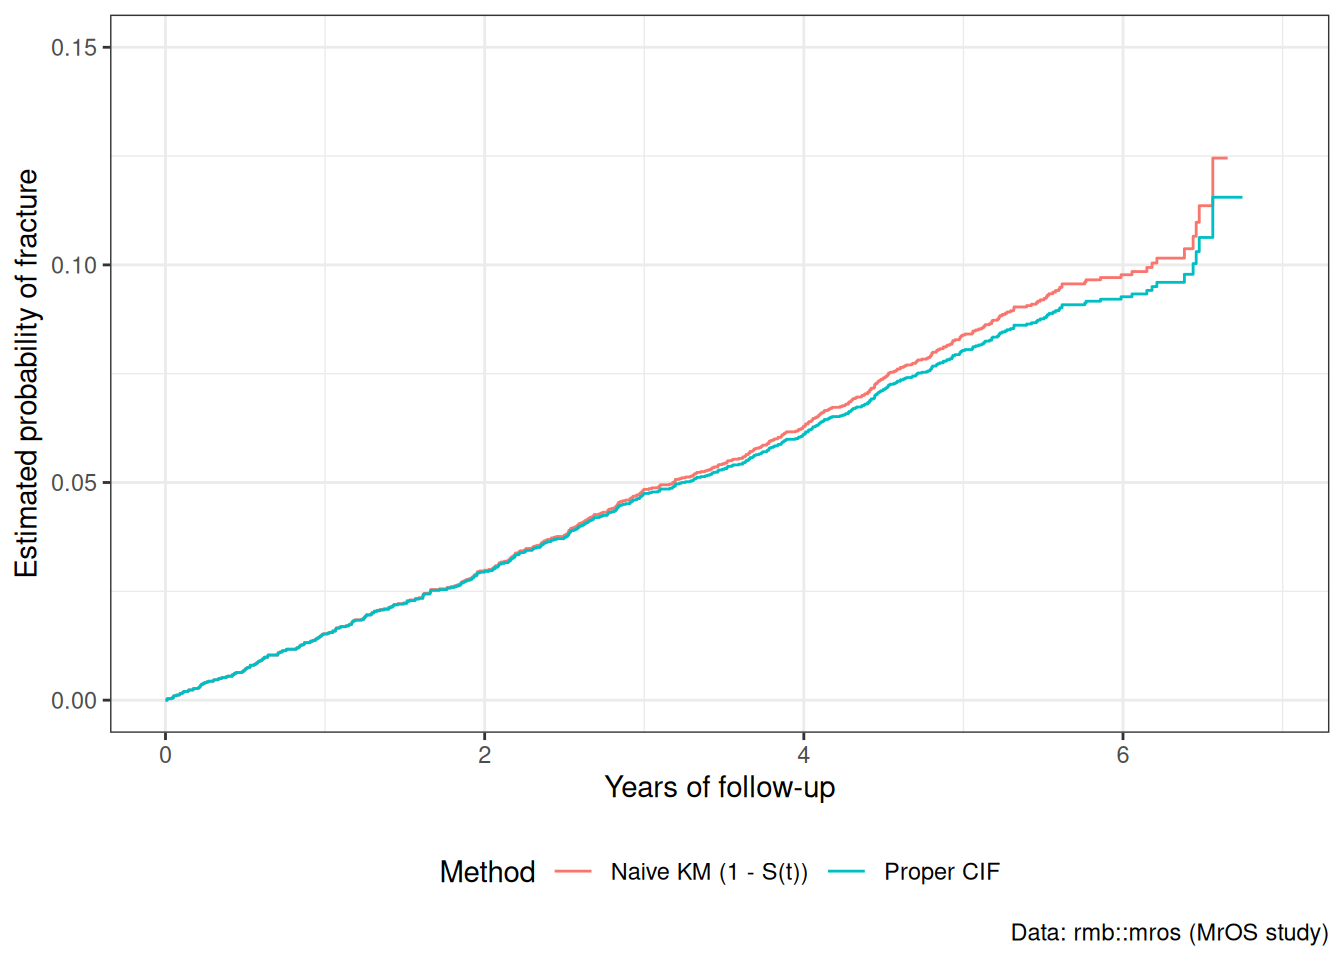 Estimated probability of fracture
0.15
0.10
0.05
0.00
0 2 4 6
Years of follow-up
Method Naive KM (1 - S(t)) Proper CIF
Data: rmb::mros (MrOS study)